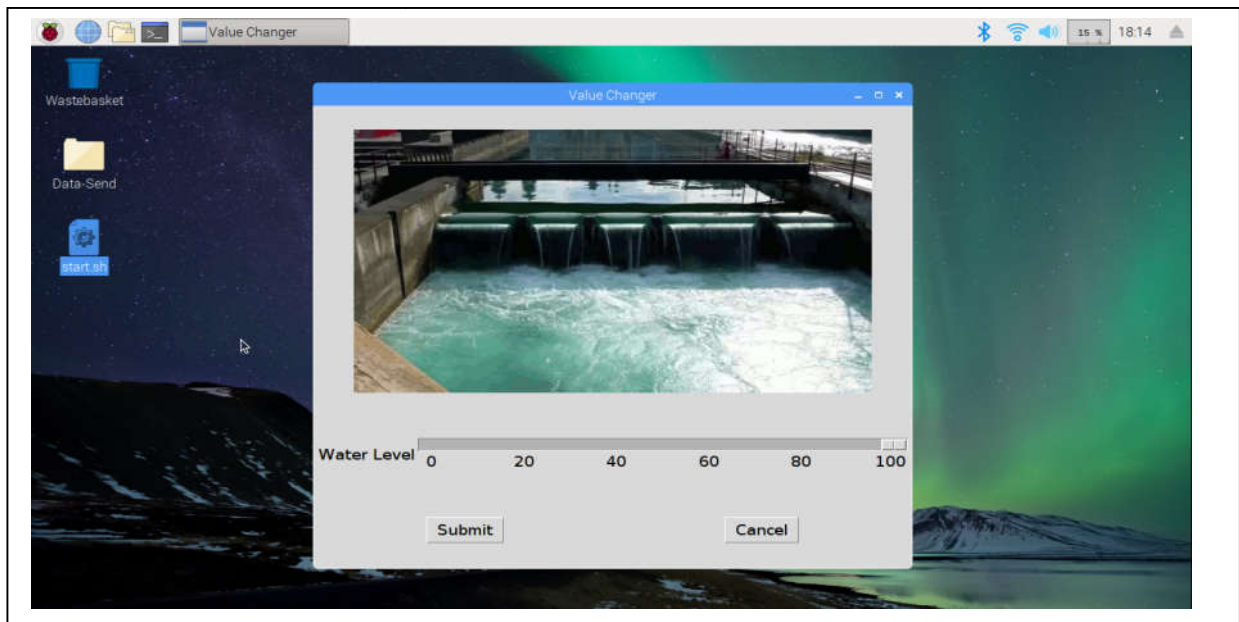 Value Changer
15 %
18:14
Wastebasket
Data-Send
start.sh
Value Changer
Water Level
0 20 40 60 80 100
Submit Cancel